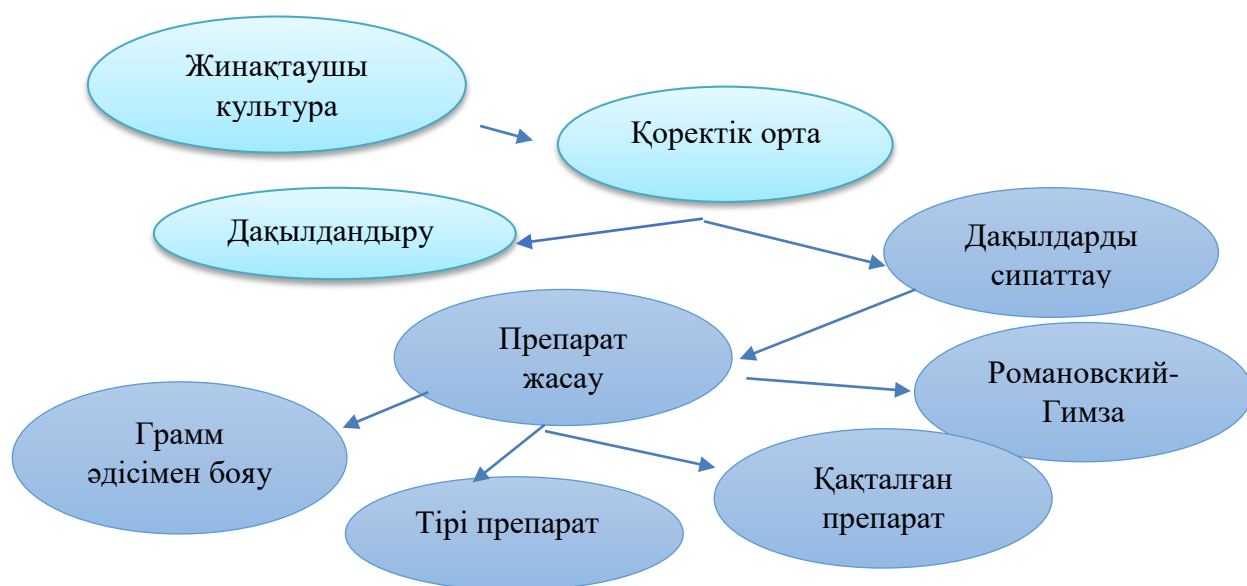 Жинақтаушы
культура
Қоректік орта
Дақылдандыру
Дақылдарды
сипаттау
Препарат
жасау
Романовский-
Гимза
Грамм
әдісімен бояу
Қақталған
препарат
Тірі препарат